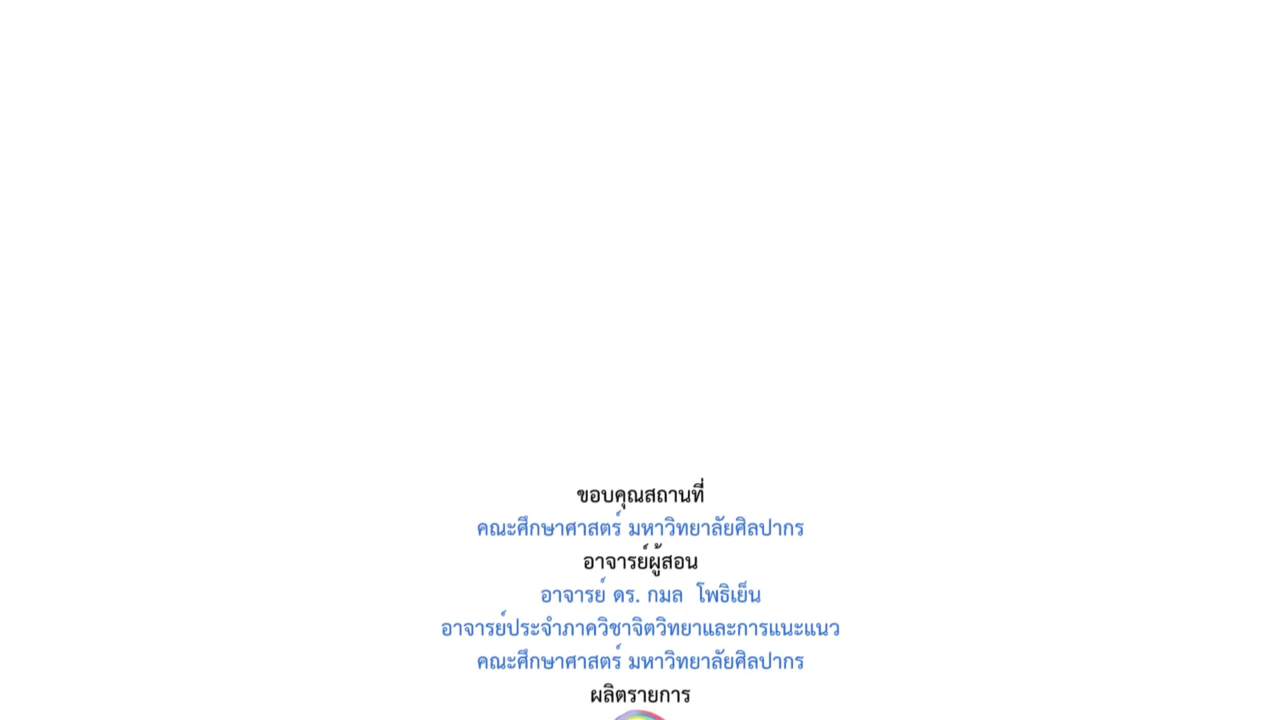 ขอบคุณสถานที่
คณะศึกษาศาสตร์ มหาวิทยาลัยศิลปากร
อาจารย์ผู้สอน
อาจารย์ ดร. กมล โพธิเย็น
อาจารย์ประจำภาควิชาจิตวิทยาและการแนะแนว
คณะศึกษาศาสตร์ มหาวิทยาลัยศิลปากร
ผลิตรายการ